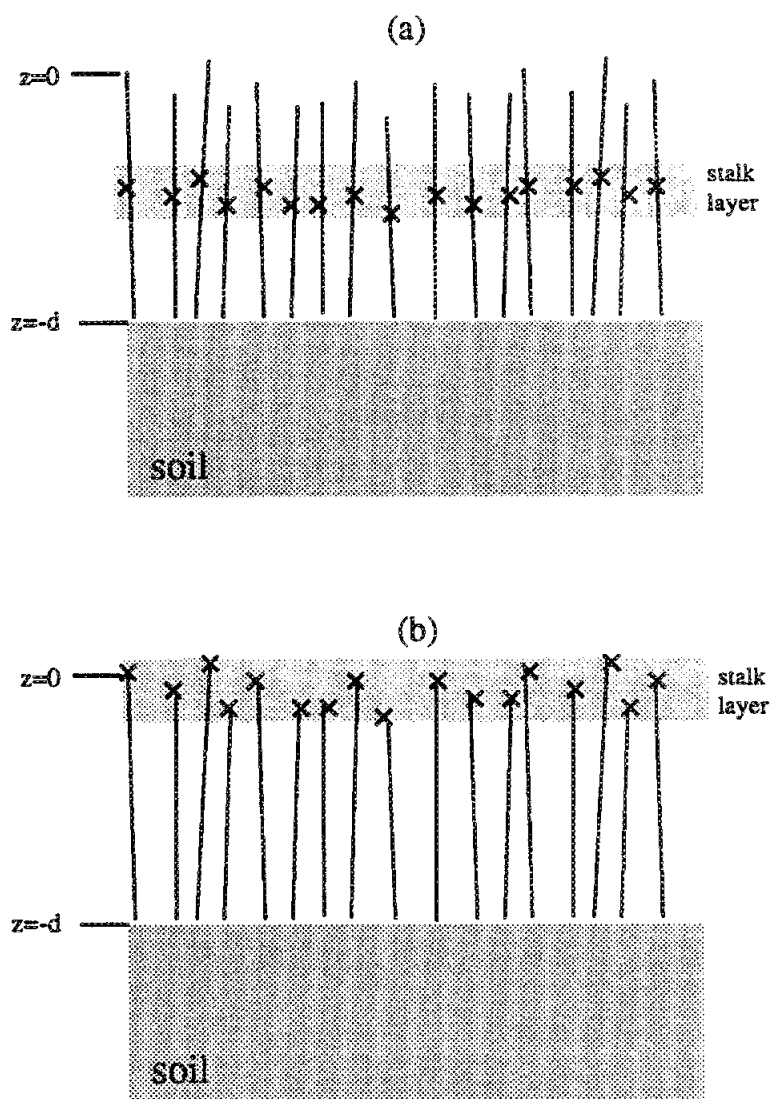 (a)
z=0
stalk
layer
z=-d
soil
(b)
z=0
stalk
layer
z=-d
soil